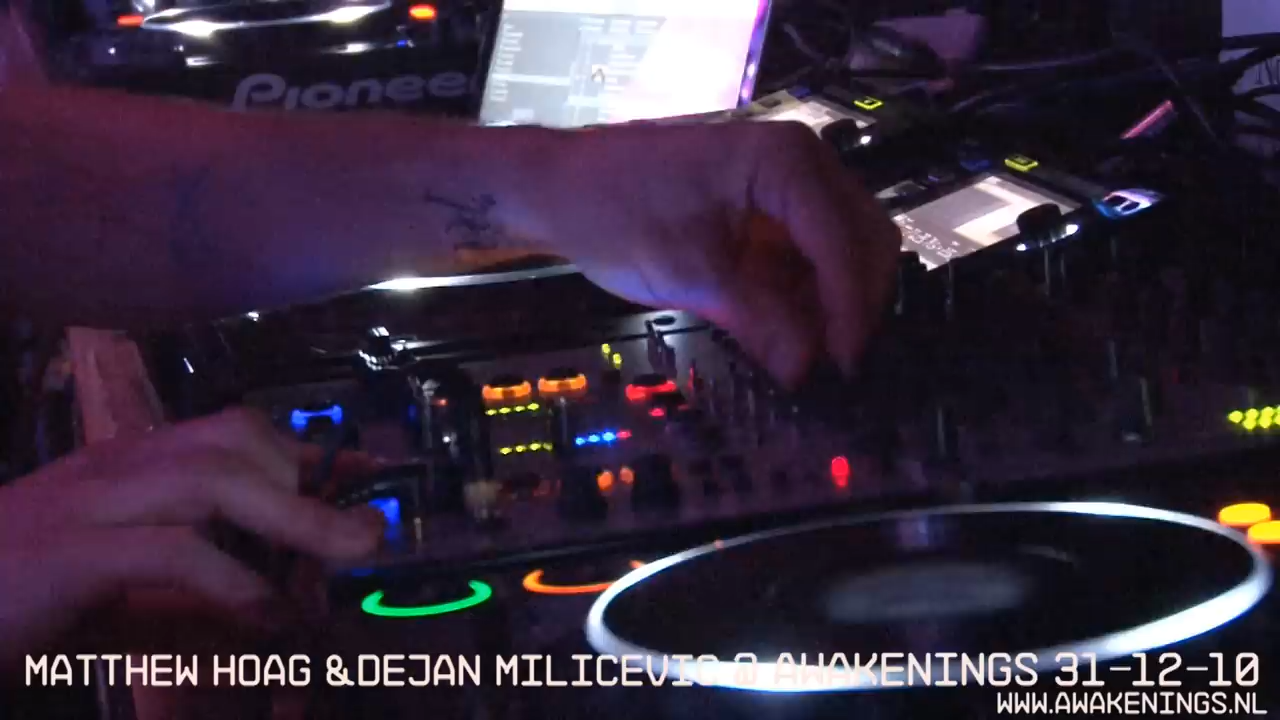 Pioneer
MATTHEW HOAG & DEJAN MILICEVIC @ AWAKENINGS 31-12-10
WWW.AWAKENINGS.NL